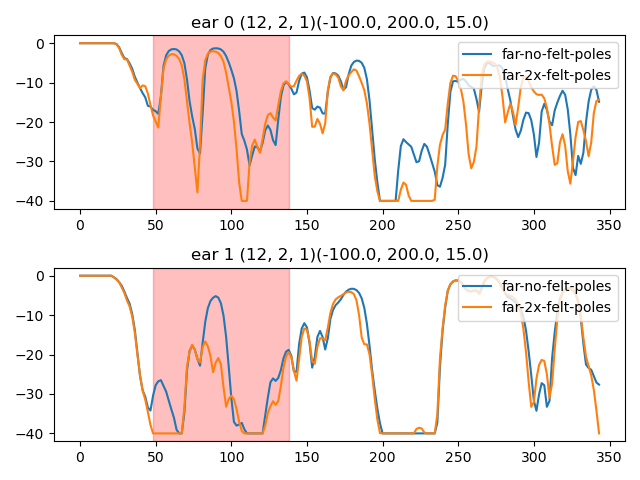 ear 0 (12, 2, 1)(-100.0, 200.0, 15.0)
0
−10
−20
−30
−40
far-no-felt-poles
far-2x-felt-poles
0 50 100 150 200 250 300 350
ear 1 (12, 2, 1)(-100.0, 200.0, 15.0)
0
−10
−20
−30
−40
far-no-felt-poles
far-2x-felt-poles
0 50 100 150 200 250 300 350